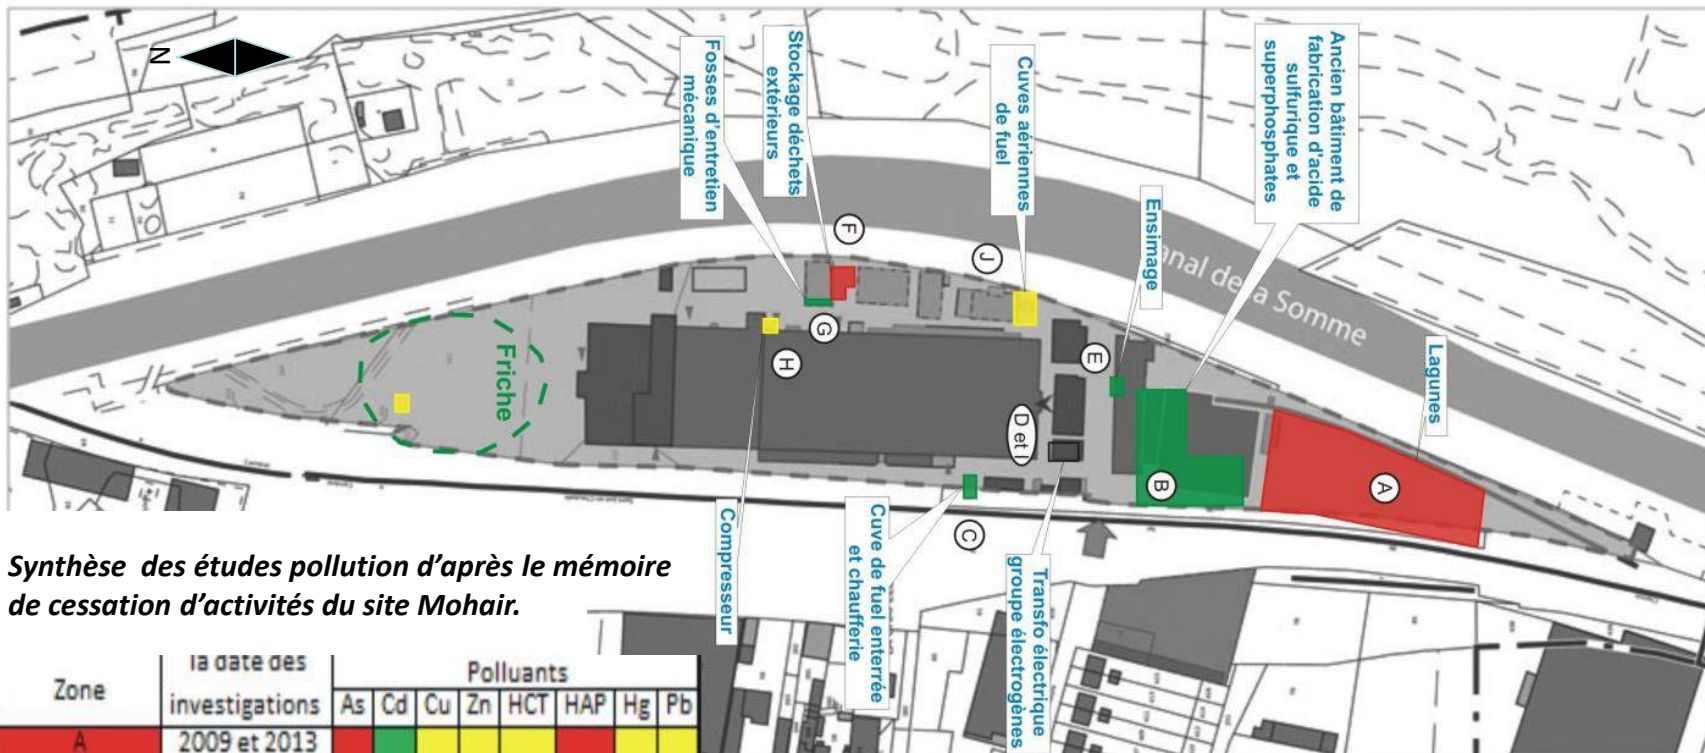 N
Fosses d'entretien
mécanique
Stockage déchets
extérieurs
Cuves aériennes
de fuel
Ensimage
Ancien bâtiment de
fabrication d'acide
sulfurique et
superphosphates
Lagunes
anal de la Somme
F
J
G
H
E
D et I
B
A
C
Friche
Compresseur
Cuve de fuel enterrée
et chaufferie
Transfo électrique
groupe électrogènes
Synthèse des études pollution d'après le mémoire
de cessation d'activités du site Mohair.
Zone
la date des
investigations
Polluants
As Cd Cu Zn HCT HAP Hg Pb
A 2009 et 2013